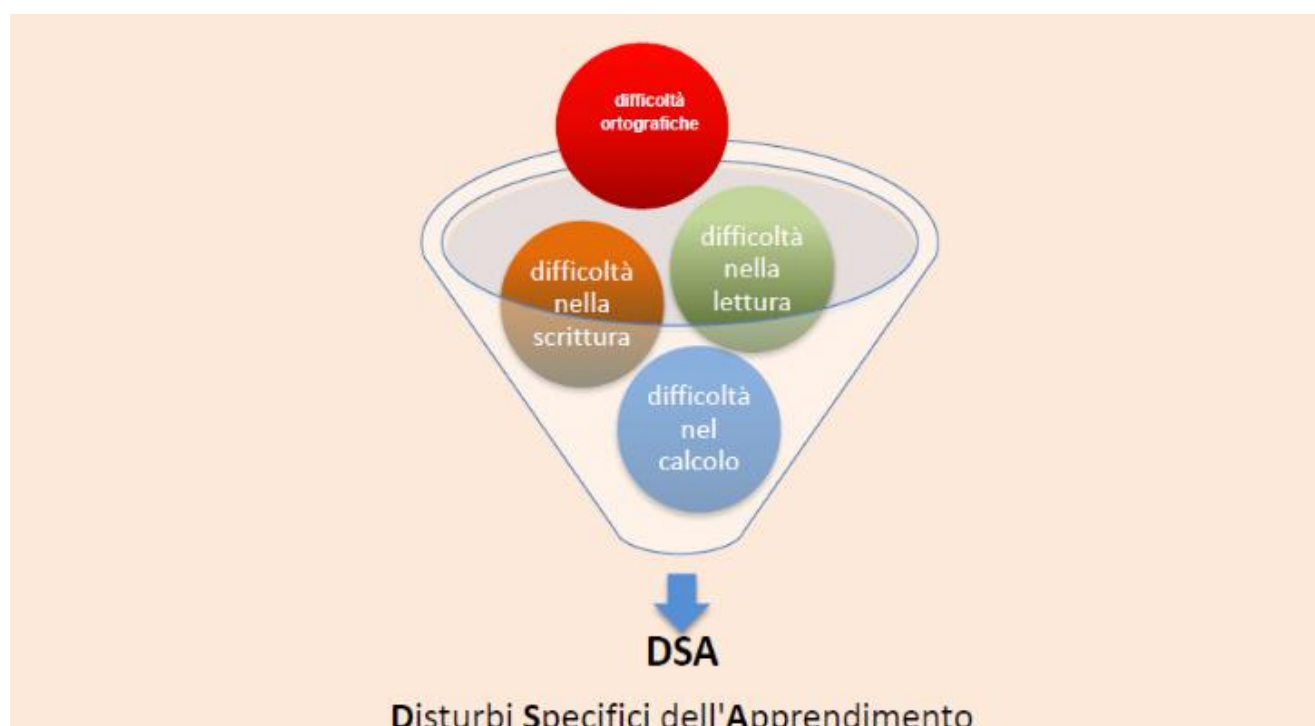 difficoltà
ortografiche
difficoltà
nella
scrittura
difficoltà
nella
lettura
difficoltà
nel
calcolo
DSA
Disturbi Specifici dell'Apprendimento